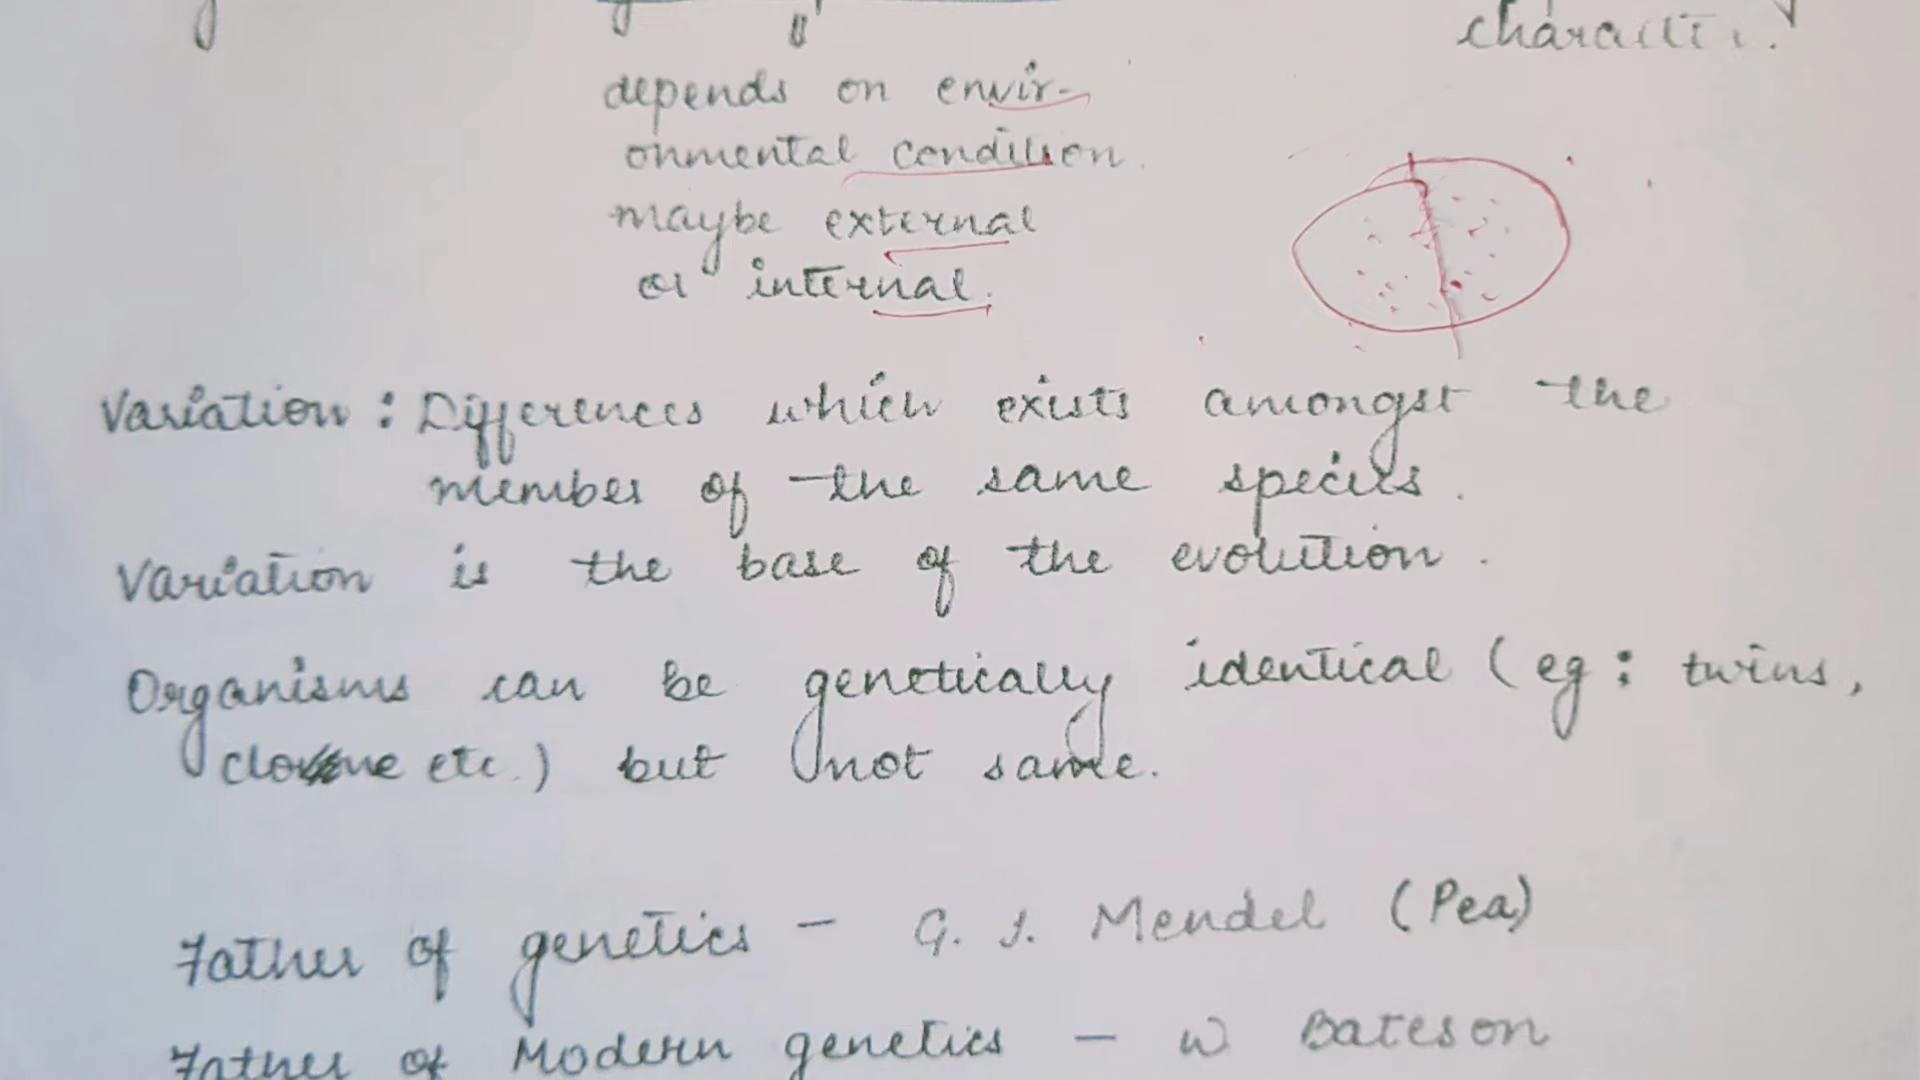 depends on envir-
onmental condition.
maybe external
or internal.
Variation : Differences which exists amongst the
member of the same species.
Variation is the base of the evolution.
Organisms can be genetically identical (eg : twins,
clone etc.) but not same.
Father of genetics - G. J. Mendel (Pea)
Father of Modern genetics - W Bateson